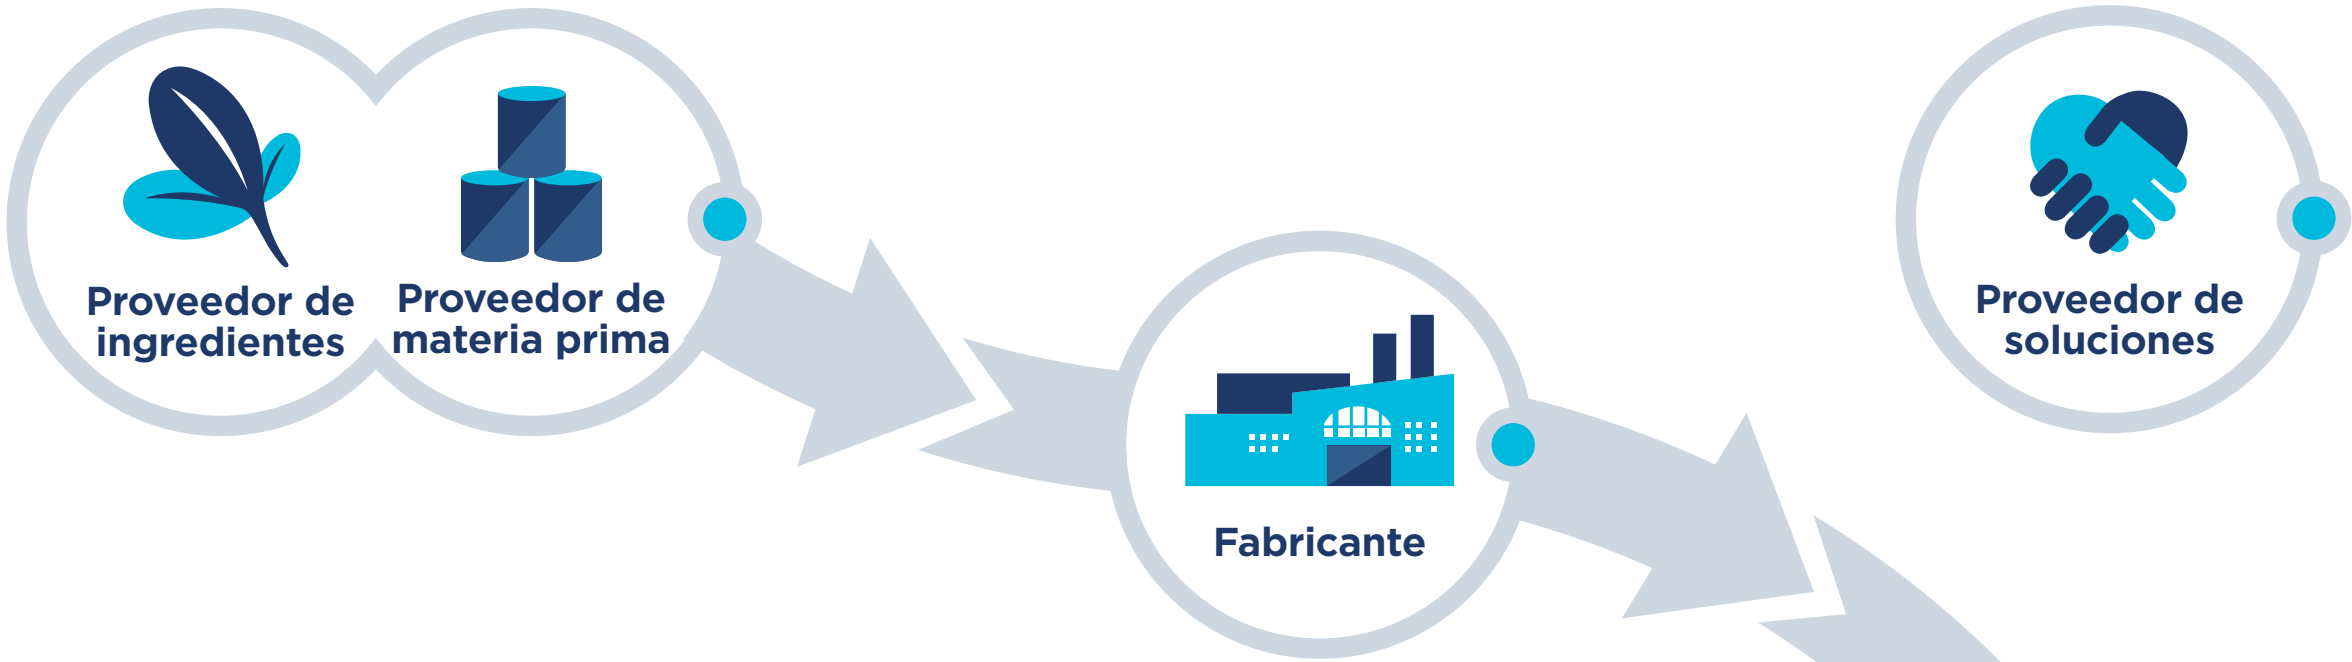 Proveedor de
ingredientes
Proveedor de
materia prima
Fabricante
Proveedor de
soluciones